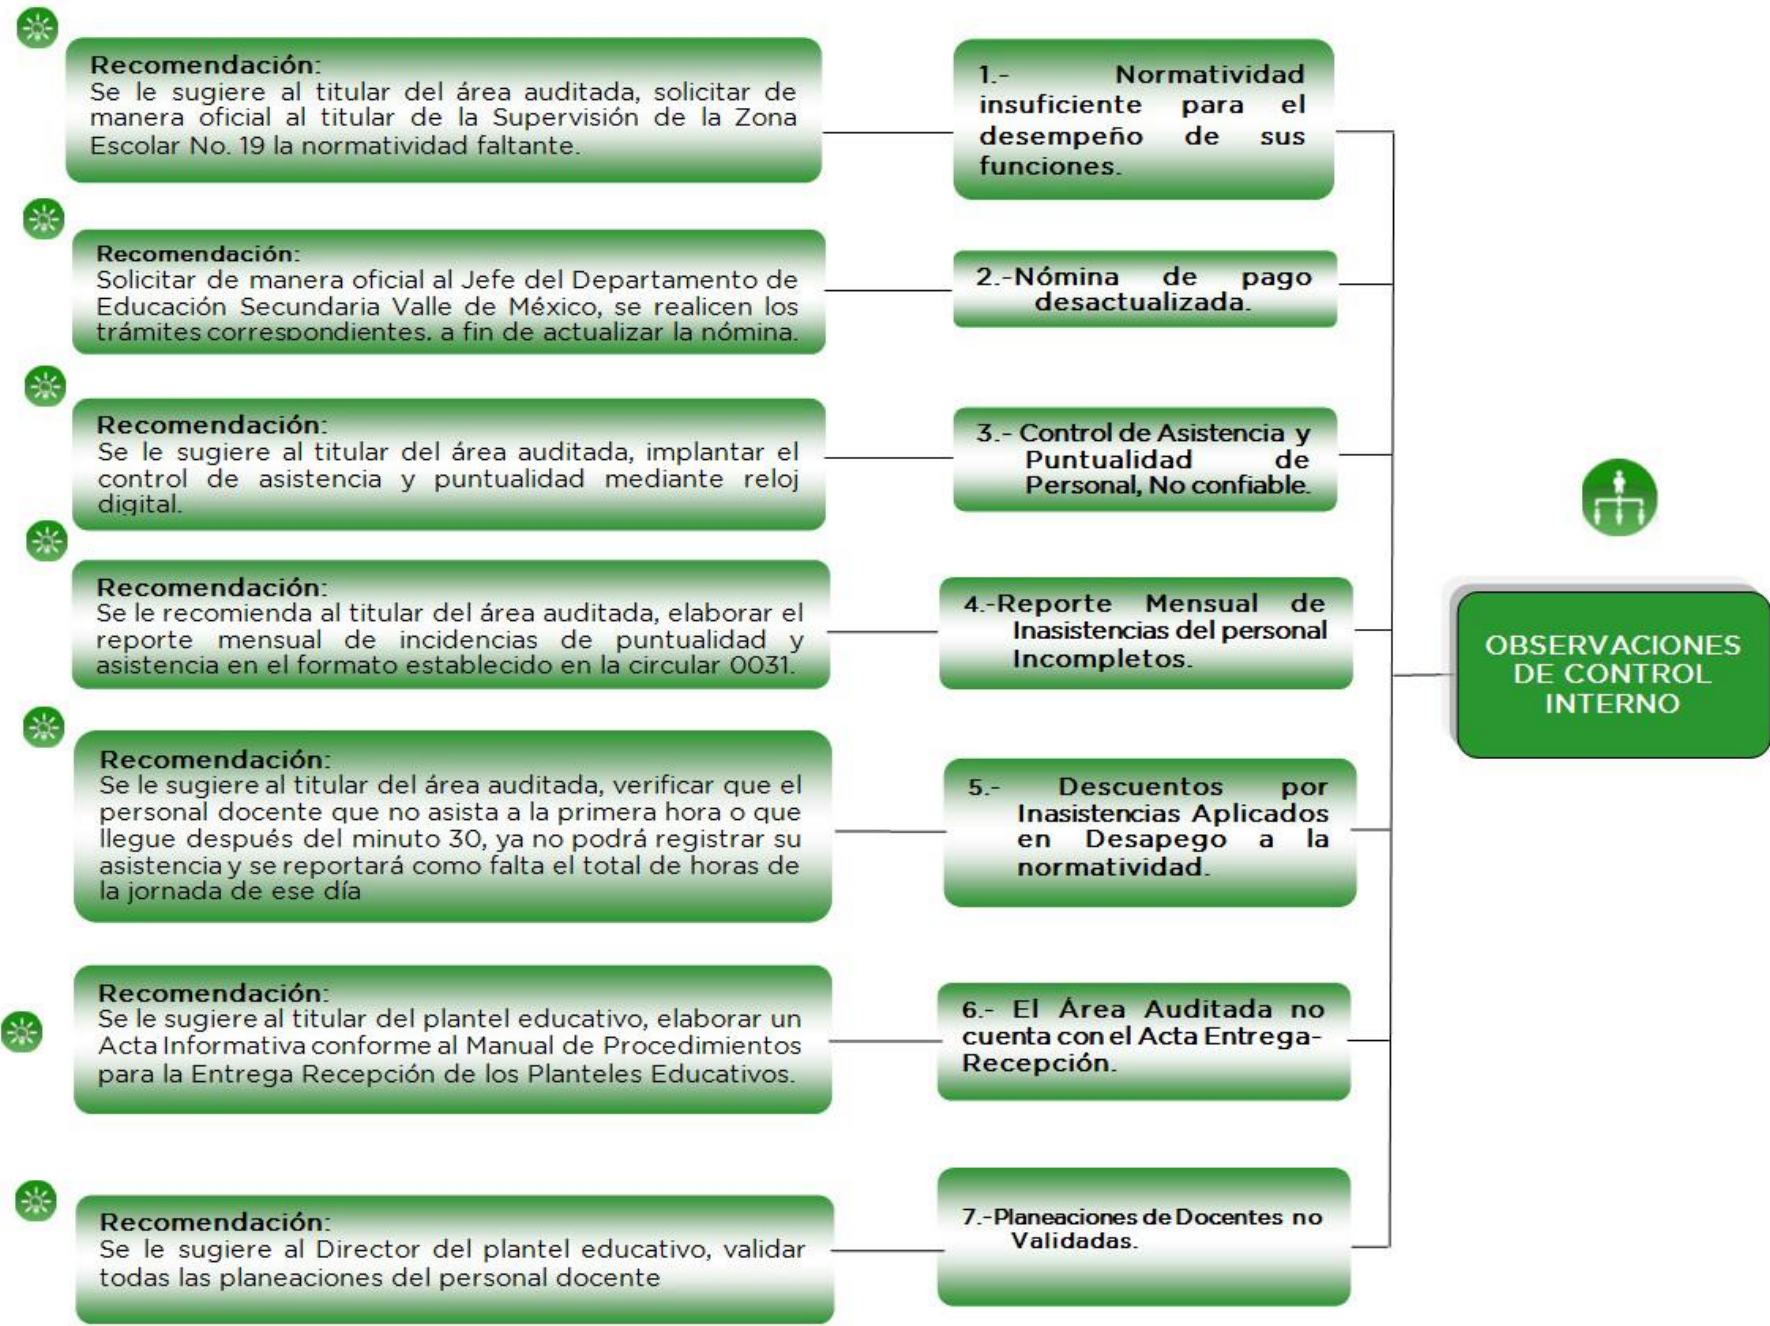 Recomendación:
Se le sugiere al titular del área auditada, solicitar de
manera oficial al titular de la Supervisión de la Zona
Escolar No. 19 la normatividad faltante.
1.- Normatividad
insuficiente para el
desempeño de sus
funciones.
Recomendación:
Solicitar de manera oficial al Jefe del Departamento de
Educación Secundaria Valle de México, se realicen los
trámites correspondientes. a fin de actualizar la nómina.
2.-Nómina de pago
desactualizada.
Recomendación:
Se le sugiere al titular del área auditada, implantar el
control de asistencia y puntualidad mediante reloj
digital.
3.- Control de Asistencia y
Puntualidad de
Personal, No confiable.
Recomendación:
Se le recomienda al titular del área auditada, elaborar el
reporte mensual de incidencias de puntualidad y
asistencia en el formato establecido en la circular 0031.
4.-Reporte Mensual de
Inasistencias del personal
Incompletos.
OBSERVACIONES
DE CONTROL
INTERNO
Recomendación:
Se le sugiere al titular del área auditada, verificar que el
personal docente que no asista a la primera hora o que
llegue después del minuto 30, ya no podrá registrar su
asistencia y se reportará como falta el total de horas de
la jornada de ese día
5.- Descuentos por
Inasistencias Aplicados
en Desapego a la
normatividad.
Recomendación:
Se le sugiere al titular del plantel educativo, elaborar un
Acta Informativa conforme al Manual de Procedimientos
para la Entrega Recepción de los Planteles Educativos.
6.- El Área Auditada no
cuenta con el Acta Entrega-
Recepción.
Recomendación:
Se le sugiere al Director del plantel educativo, validar
todas las planeaciones del personal docente
7.-Planeaciones de Docentes no
Validadas.